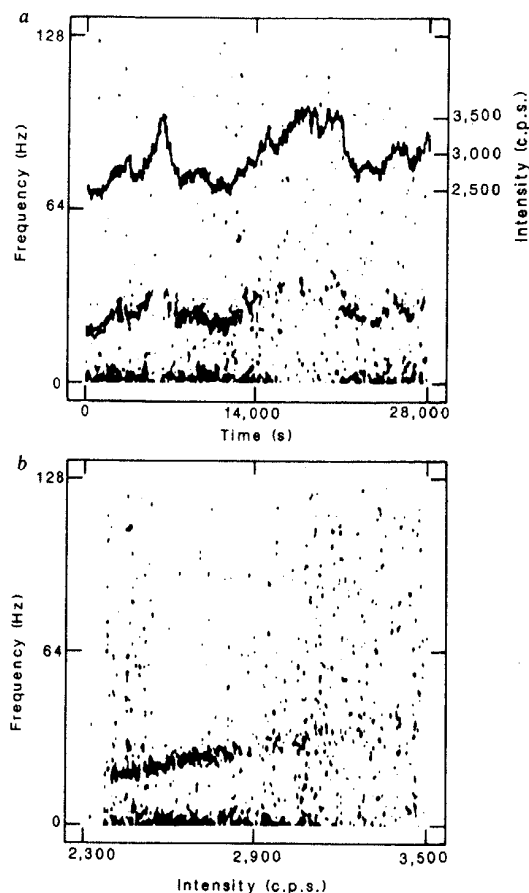 a
128
Frequency (Hz)
64
0
3,500
3,000
2,500
Intensity (c.p.s.)
0 14,000 28,000
Time (s)
b
128
Frequency (Hz)
64
0
2,300 2,900 3,500
Intensity (c.p.s.)